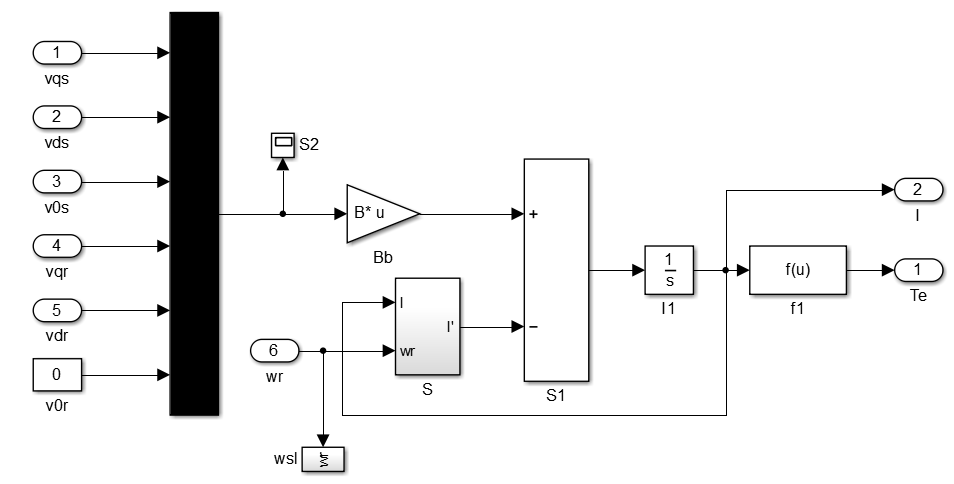 1
vqs
2
vds
3
v0s
4
vqr
5
vdr
0
v0r
S2
B* u
Bb
I
wr
I'
S
6
wr
wsl
wr
+
−
S1
1
s
I1
f(u)
f1
2
I
1
Te